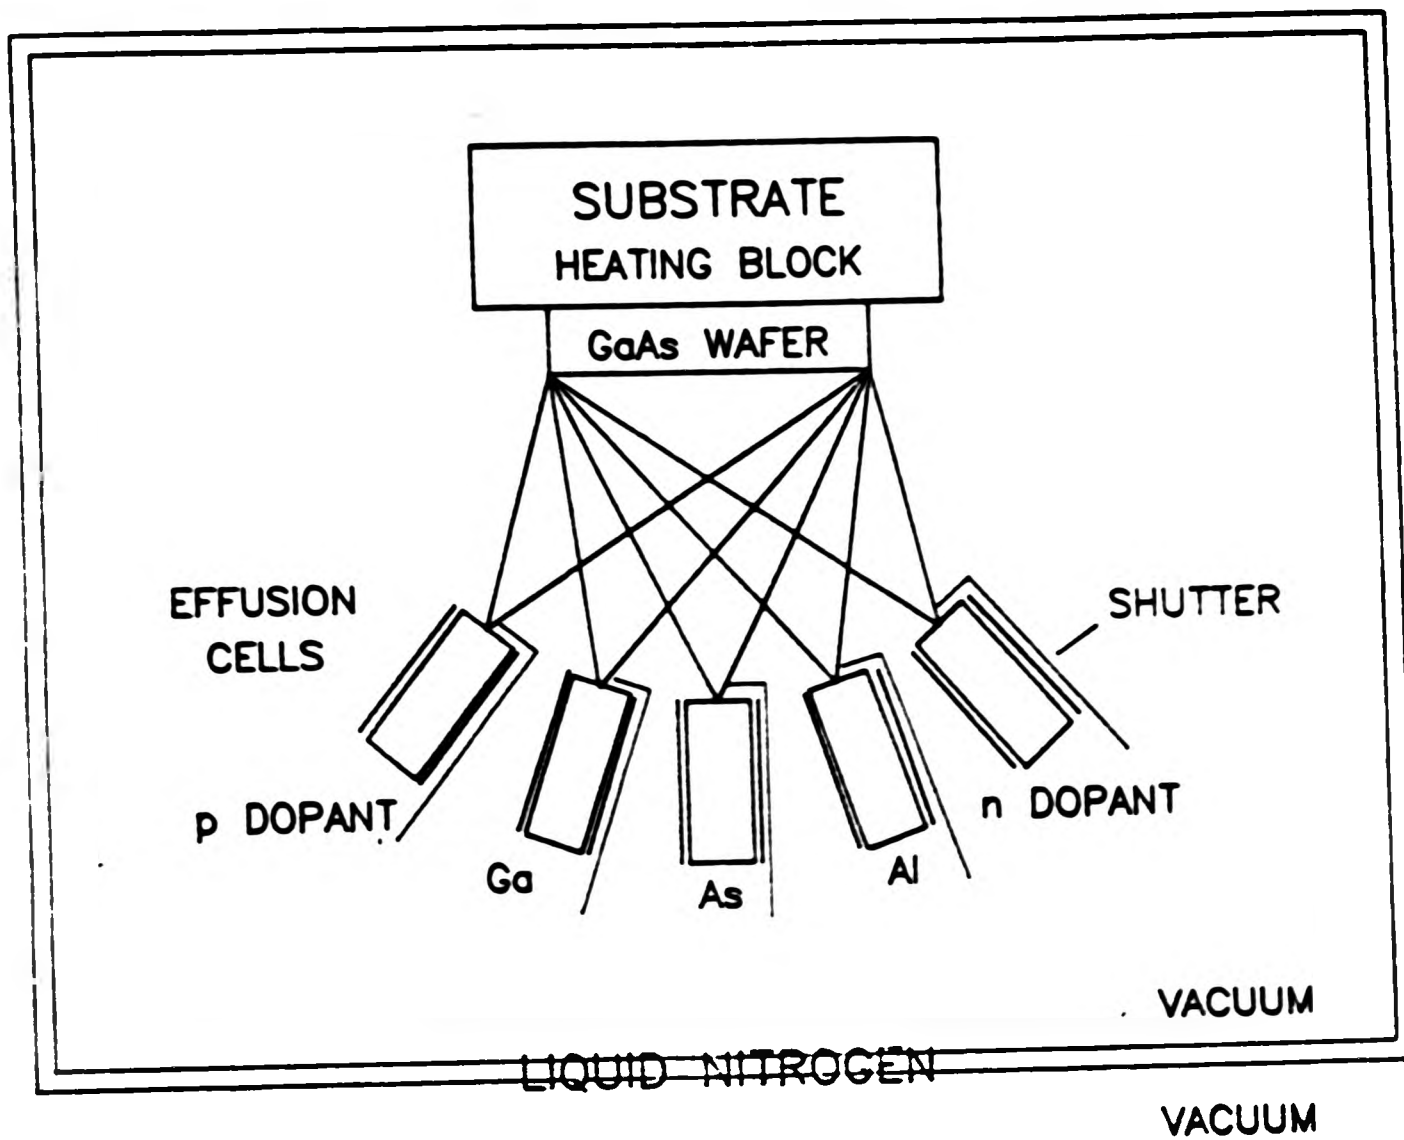 SUBSTRATE
HEATING BLOCK
GaAs WAFER
EFFUSION
CELLS
SHUTTER
p DOPANT
n DOPANT
Ga
As
Al
VACUUM
LIQUID NITROGEN
VACUUM